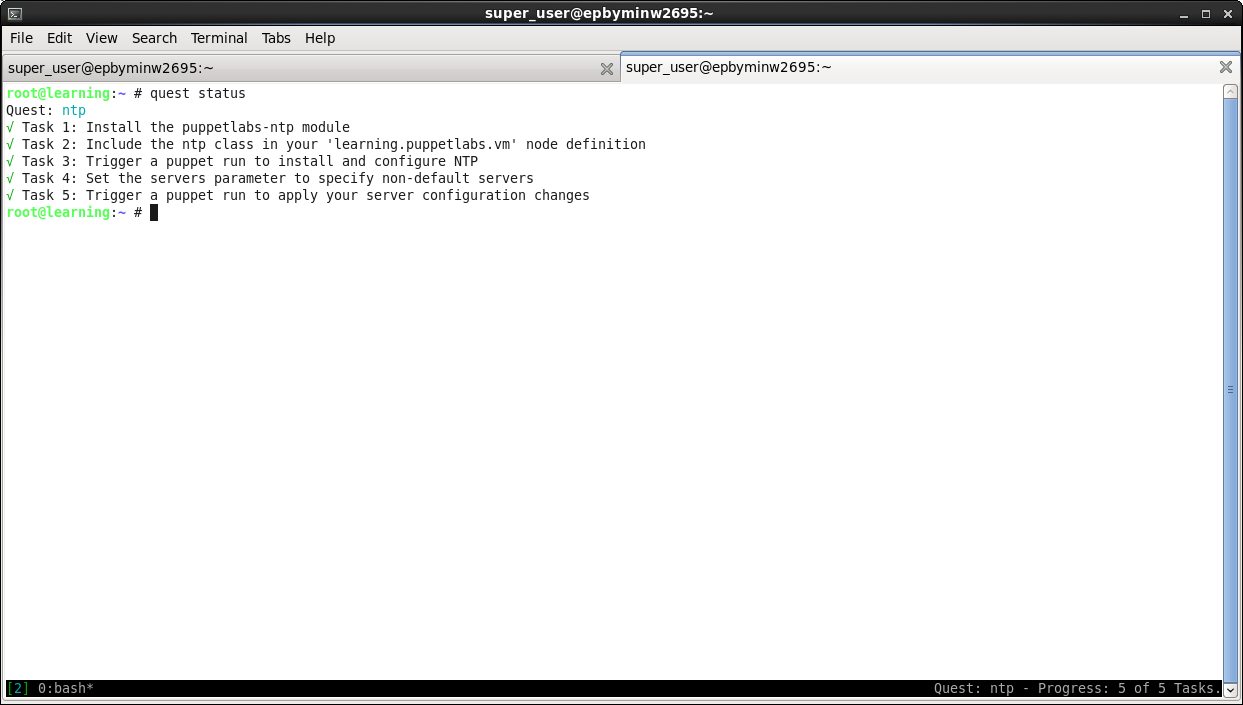 super_user@epbyminw2695:~
File Edit View Search Terminal Tabs Help
super_user@epbyminw2695:~ super_user@epbyminw2695:~
root@learning:~ # quest status
Quest: ntp
√ Task 1: Install the puppetlabs-ntp module
√ Task 2: Include the ntp class in your 'learning.puppetlabs.vm' node definition
√ Task 3: Trigger a puppet run to install and configure NTP
√ Task 4: Set the servers parameter to specify non-default servers
√ Task 5: Trigger a puppet run to apply your server configuration changes
root@learning:~ #
[2] 0:bash* Quest: ntp - Progress: 5 of 5 Tasks.